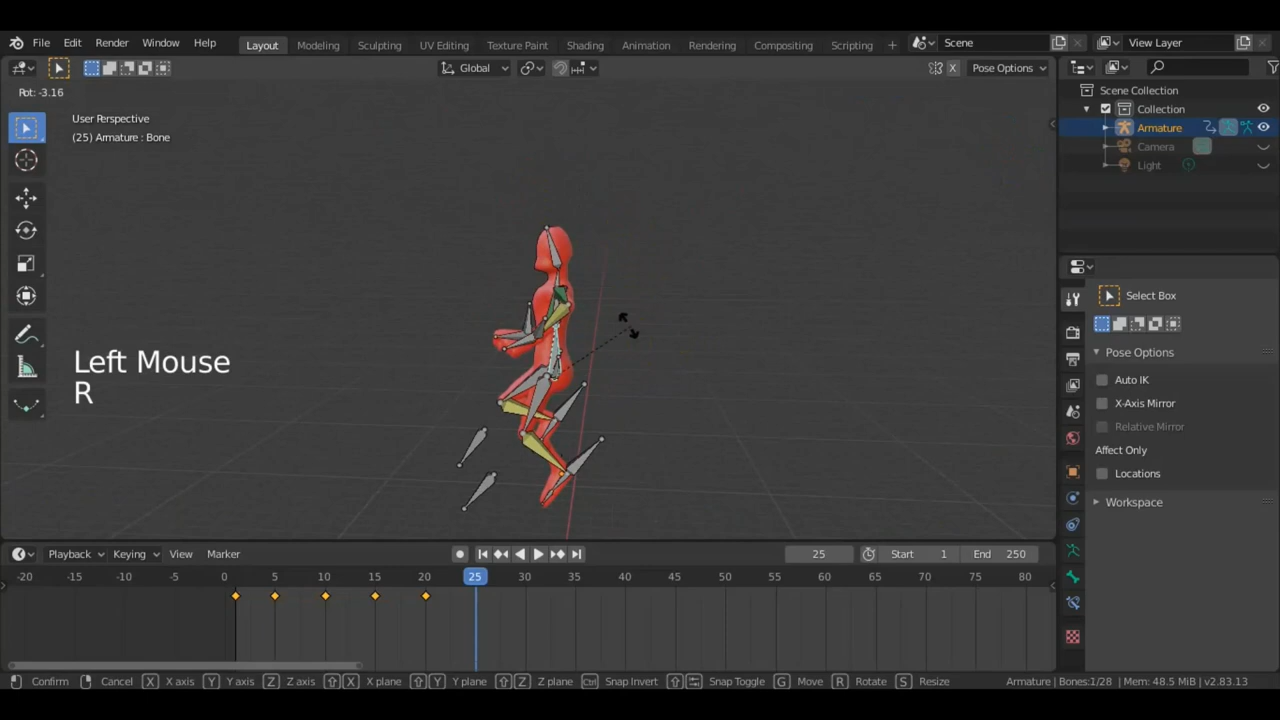 File Edit Render Window Help Layout Modeling Sculpting UV Editing Texture Paint Shading Animation Rendering Compositing Scripting + Scene View Layer
Global X Pose Options
Rot: -3.16
User Perspective
(25) Armature : Bone
Scene Collection
Collection
Armature
Camera
Light
Select Box
Pose Options
Auto IK
X-Axis Mirror
Relative Mirror
Affect Only
Locations
Workspace
Left Mouse
R
Playback Keying View Marker 25 Start 1 End 250
-20 -15 -10 -5 0 5 10 15 20 25 30 35 40 45 50 55 60 65 70 75 80
Confirm Cancel X X axis Y Y axis Z Z axis X X plane Y Y plane Z Z plane Ctrl Snap Invert Snap Toggle G Move R Rotate S Resize Armature | Bones:1/28 | Mem: 48.5 MiB | v2.83.13